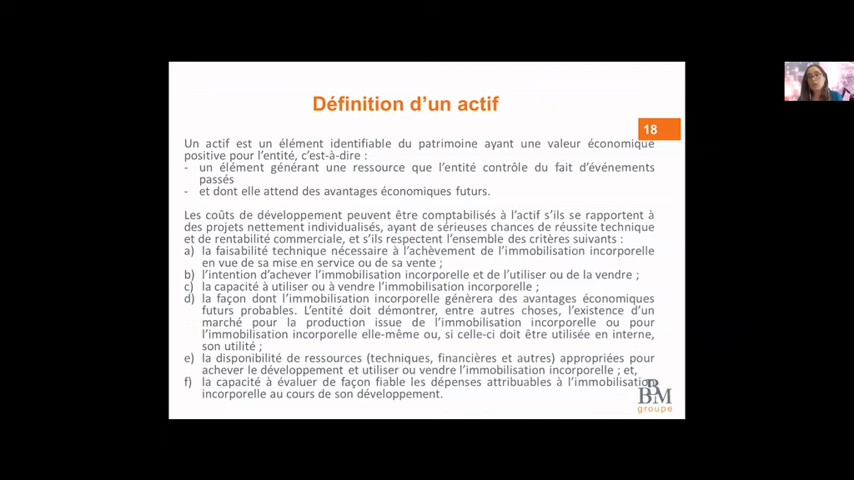 Définition d'un actif
18
Un actif est un élément identifiable du patrimoine ayant une valeur économique
positive pour l'entité, c'est-à-dire :
- un élément générant une ressource que l'entité contrôle du fait d'événements
passés
- et dont elle attend des avantages économiques futurs.
Les coûts de développement peuvent être comptabilisés à l'actif s'ils se rapportent à
des projets nettement individualisés, ayant de sérieuses chances de réussite technique
et de rentabilité commerciale, et s'ils respectent l'ensemble des critères suivants :
a) la faisabilité technique nécessaire à l'achèvement de l'immobilisation incorporelle
en vue de sa mise en service ou de sa vente ;
b) l'intention d'achever l'immobilisation incorporelle et de l'utiliser ou de la vendre ;
c) la capacité à utiliser ou à vendre l'immobilisation incorporelle ;
d) la façon dont l'immobilisation incorporelle génèrera des avantages économiques
futurs probables. L'entité doit démontrer, entre autres choses, l'existence d'un
marché pour la production issue de l'immobilisation incorporelle ou pour
l'immobilisation incorporelle elle-même ou, si celle-ci doit être utilisée en interne,
son utilité ;
e) la disponibilité de ressources (techniques, financières et autres) appropriées pour
achever le développement et utiliser ou vendre l'immobilisation incorporelle ; et,
f) la capacité à évaluer de façon fiable les dépenses attribuables à l'immobilisation
incorporelle au cours de son développement.
BBM
groupe